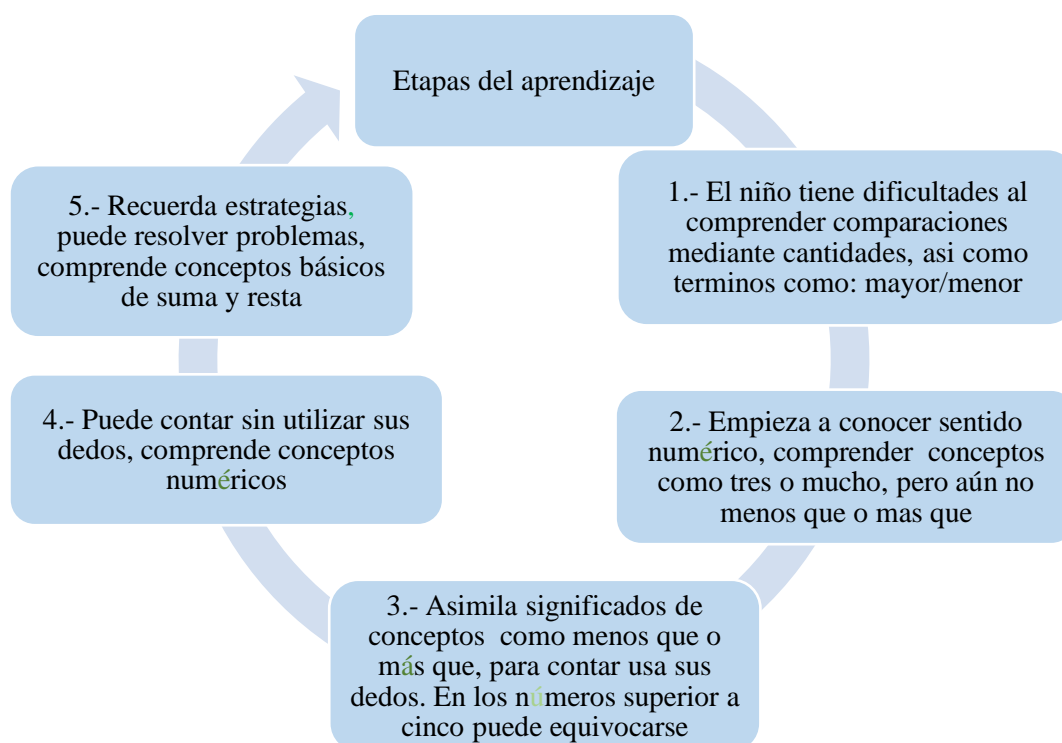 Etapas del aprendizaje
1.- El niño tiene dificultades al
comprender comparaciones
mediante cantidades, asi como
terminos como: mayor/menor
2.- Empieza a conocer sentido
numérico, comprender conceptos
como tres o mucho, pero aún no
menos que o mas que
3.- Asimila significados de
conceptos como menos que o
más que, para contar usa sus
dedos. En los números superior a
cinco puede equivocarse
4.- Puede contar sin utilizar sus
dedos, comprende conceptos
numéricos
5.- Recuerda estrategias,
puede resolver problemas,
comprende conceptos básicos
de suma y resta